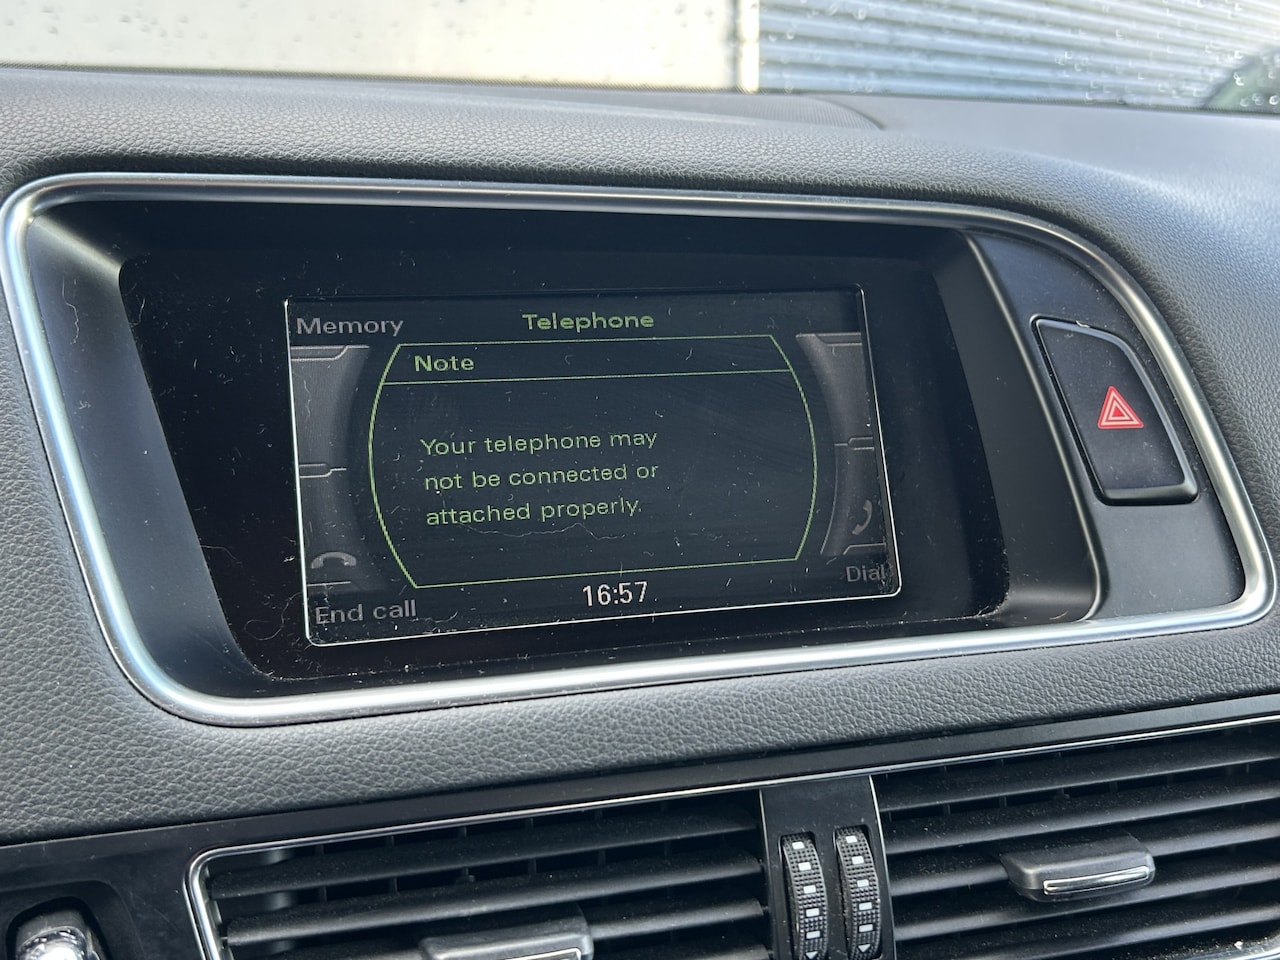 Memory
Telephone
Note
Your telephone may
not be connected or
attached properly.
End call
16:57
Dial